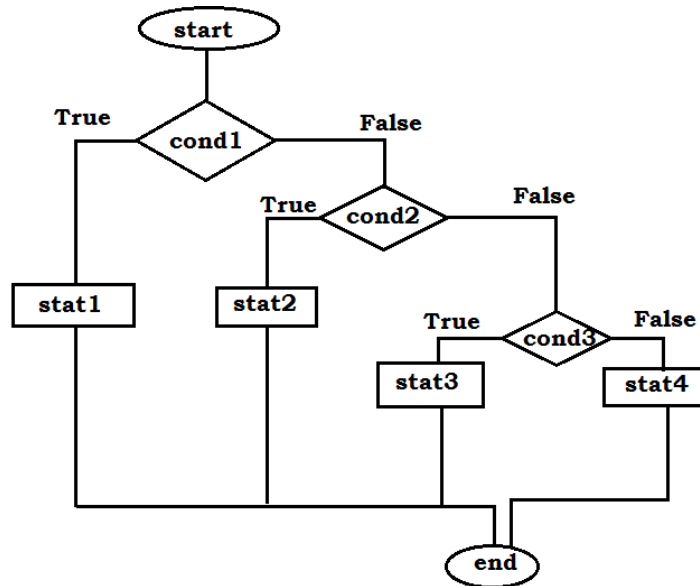 start
True
cond1
False
True
cond2
False
stat1
stat2
True
cond3
False
stat3
stat4
end